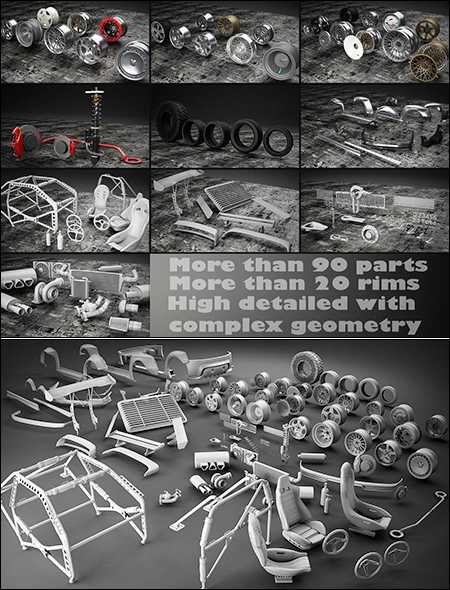 More than 90 parts
More than 20 rims
High detailed with
complex geometry